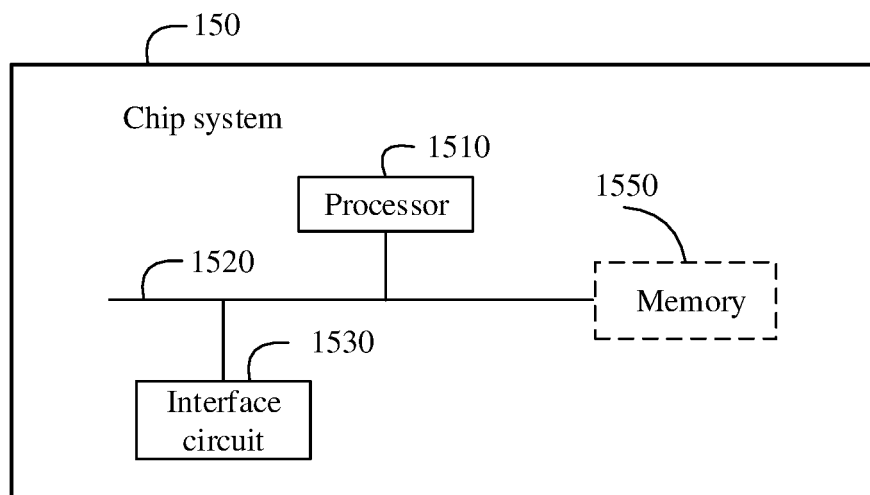 150
Chip system
1510
Processor
1550
1520
Memory
1530
Interface
circuit